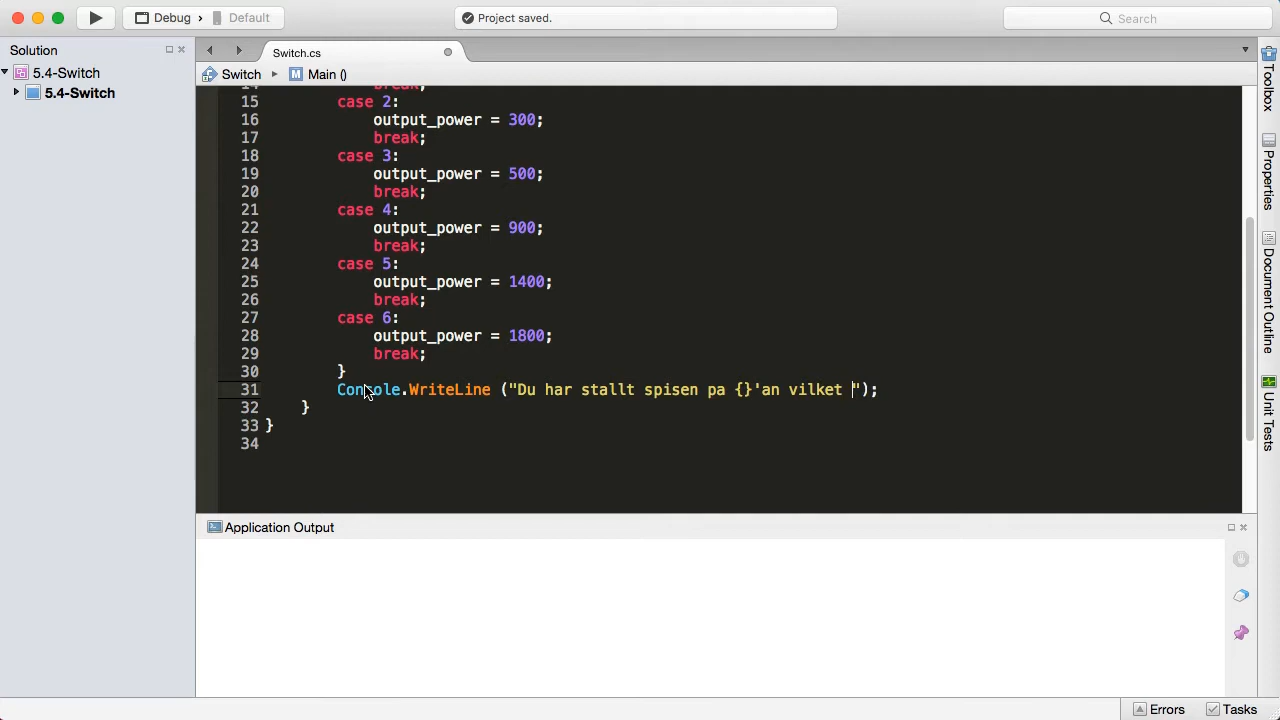 Debug > Default
Project saved.
Search
Solution
Switch.cs
5.4-Switch
5.4-Switch
Switch Main ()
15 case 2:
16 output_power = 300;
17 break;
18 case 3:
19 output_power = 500;
20 break;
21 case 4:
22 output_power = 900;
23 break;
24 case 5:
25 output_power = 1400;
26 break;
27 case 6:
28 output_power = 1800;
29 break;
30 }
31 Console.WriteLine ("Du har stallt spisen pa {}'an vilket ");
32 }
33 }
34
Toolbox
Properties
Document Outline
Unit Tests
Application Output
Errors Tasks